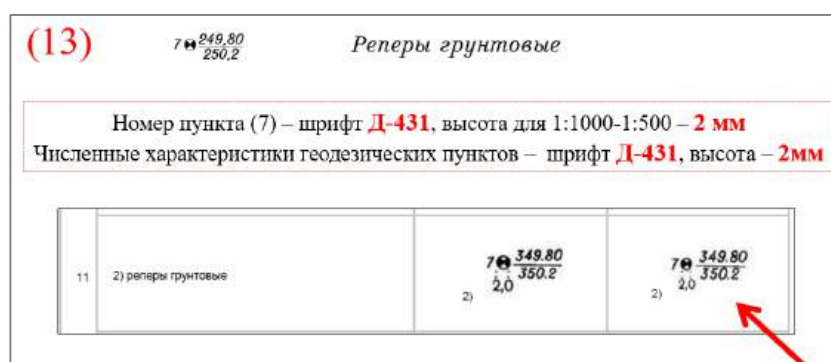 (13) 7 249,80 Реперы грунтовые
250,2
Номер пункта (7) – шрифт Д-431, высота для 1:1000-1:500 – 2 мм
Численные характеристики геодезических пунктов – шрифт Д-431, высота – 2мм
11 2) реперы грунтовые 7 349.80 7 349.80
350.2 350.2
2) 2,0 2) 2,0